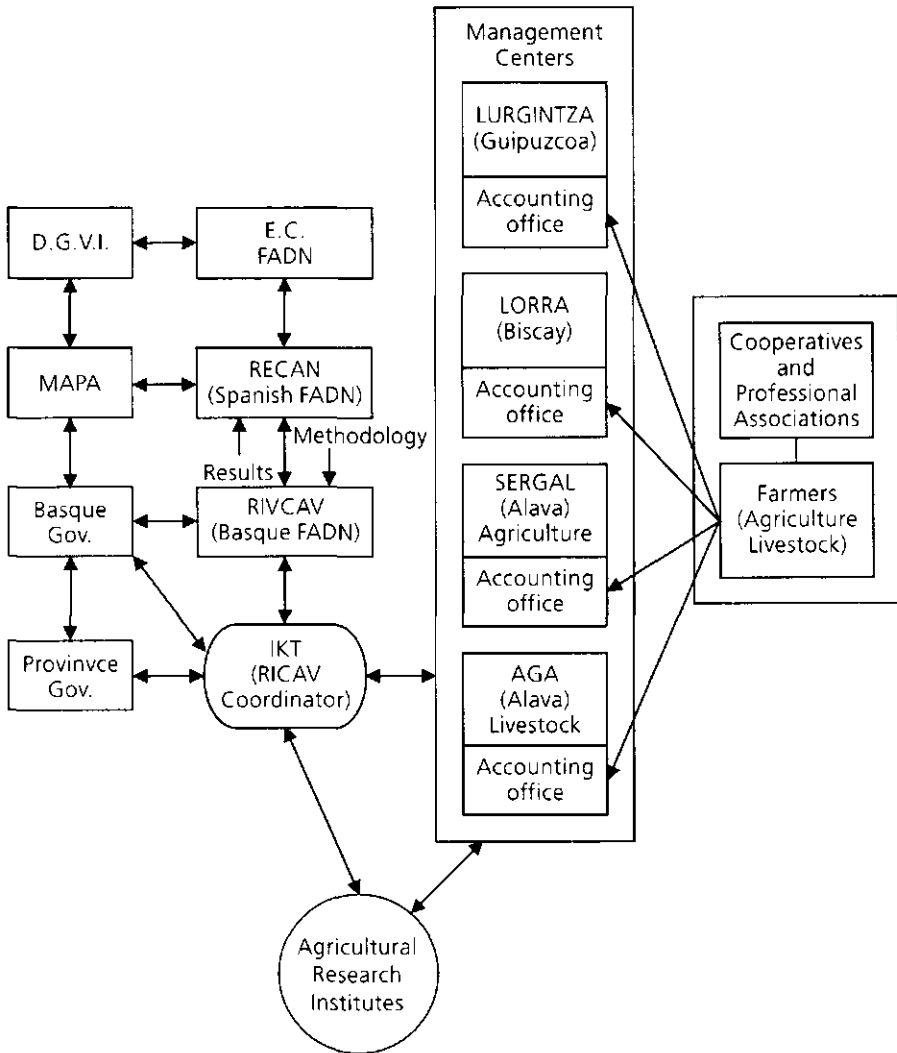 Management
Centers
LURGINTZA
(Guipuzcoa)
Accounting
office
LORRA
(Biscay)
Accounting
office
SERGAL
(Alava)
Agriculture
Accounting
office
AGA
(Alava)
Livestock
Accounting
office
D.G.V.I.
E.C.
FADN
MAPA
RECAN
(Spanish FADN)
Methodology
Results
Basque
Gov.
RIVCAV
(Basque FADN)
Provinvce
Gov.
IKT
(RICAV
Coordinator)
Cooperatives
and
Professional
Associations
Farmers
(Agriculture
Livestock)
Agricultural
Research
Institutes